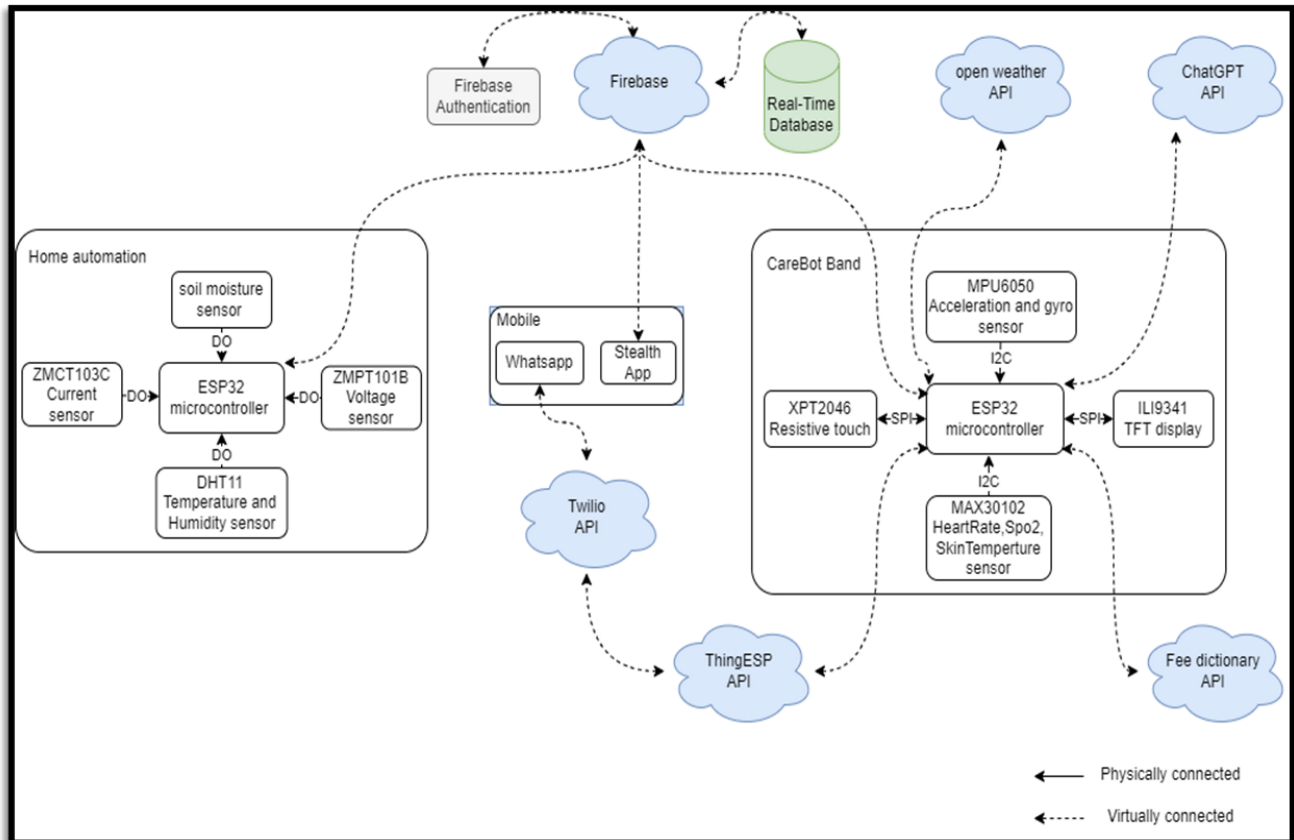 Firebase
Authentication
Firebase
Real-Time
Database
open weather
API
ChatGPT
API
Home automation
soil moisture
sensor
DO
ZMCT103C
Current
sensor
DO
ESP32
microcontroller
DO
ZMPT101B
Voltage
sensor
DO
DHT11
Temperature and
Humidity sensor
Mobile
Whatsapp
Stealth
App
Twilio
API
ThingESP
API
CareBot Band
MPU6050
Acceleration and gyro
sensor
I2C
XPT2046
Resistive touch
SPI
ESP32
microcontroller
SPI
ILI9341
TFT display
I2C
MAX30102
HeartRate,Spo2,
SkinTemperture
sensor
Fee dictionary
API
Physically connected
Virtually connected